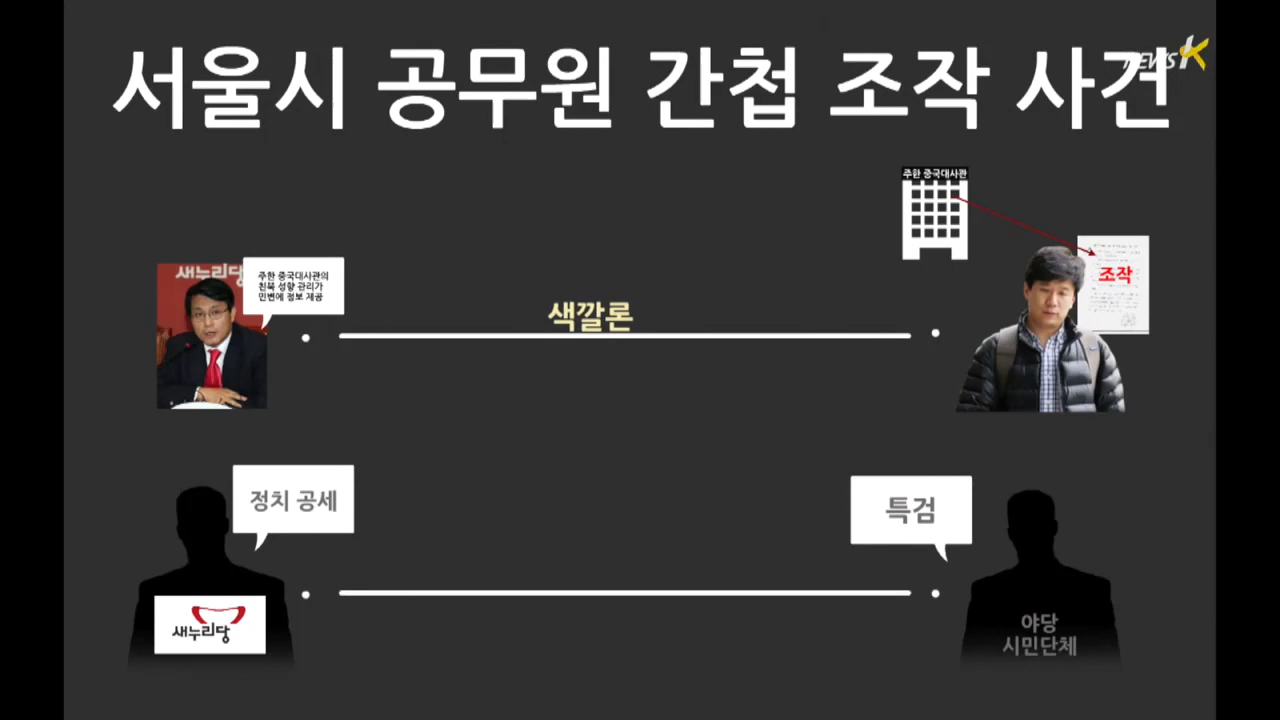 서울시 공무원 간첩 조작 사건
NEWS K
주한 중국대사관
새누리당
주한 중국대사관의
친북 성향 관리가
민변에 정보 제공
색깔론
조작
정치 공세
특검
새누리당
야당
시민단체